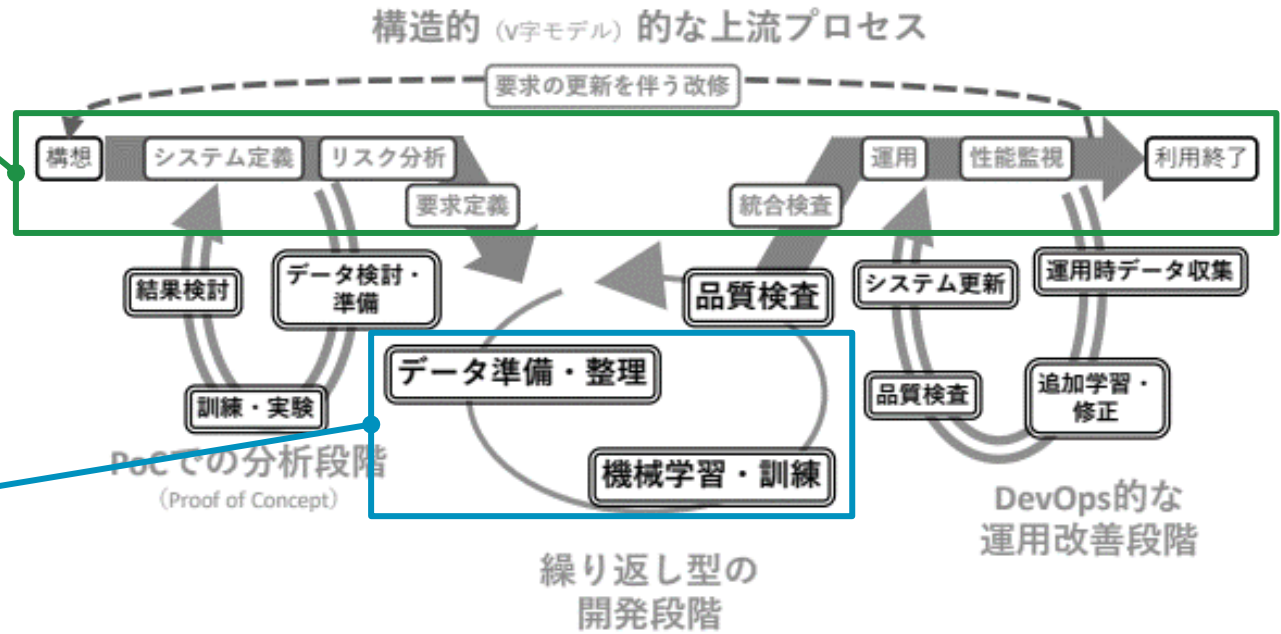 構造的（V字モデル）的な上流プロセス
要求の更新を伴う改修
構想
システム定義
リスク分析
要求定義
統合検査
運用
性能監視
利用終了
結果検討
データ検討・
準備
訓練・実験
PoCでの分析段階
（Proof of Concept）
品質検査
データ準備・整理
機械学習・訓練
繰り返し型の
開発段階
システム更新
運用時データ収集
品質検査
追加学習・
修正
DevOps的な
運用改善段階